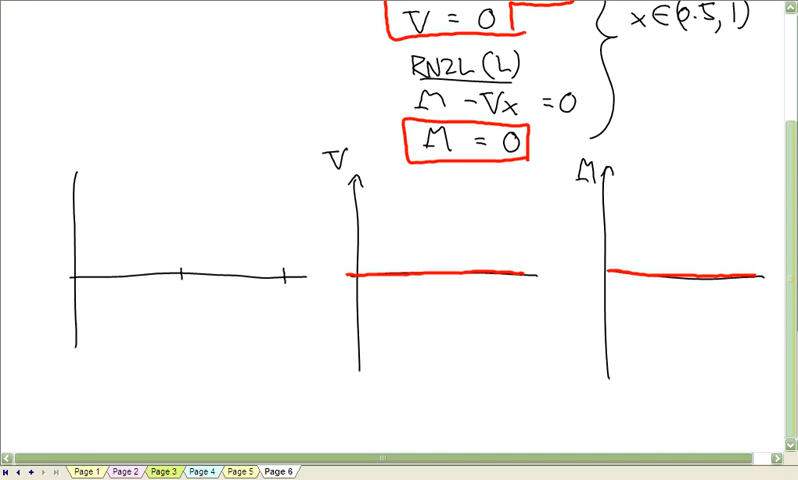 V = 0
x ∈ (0.5, 1)
RN2L (L)
M - Vx = 0
M = 0
V
M
Page 1 Page 2 Page 3 Page 4 Page 5 Page 6